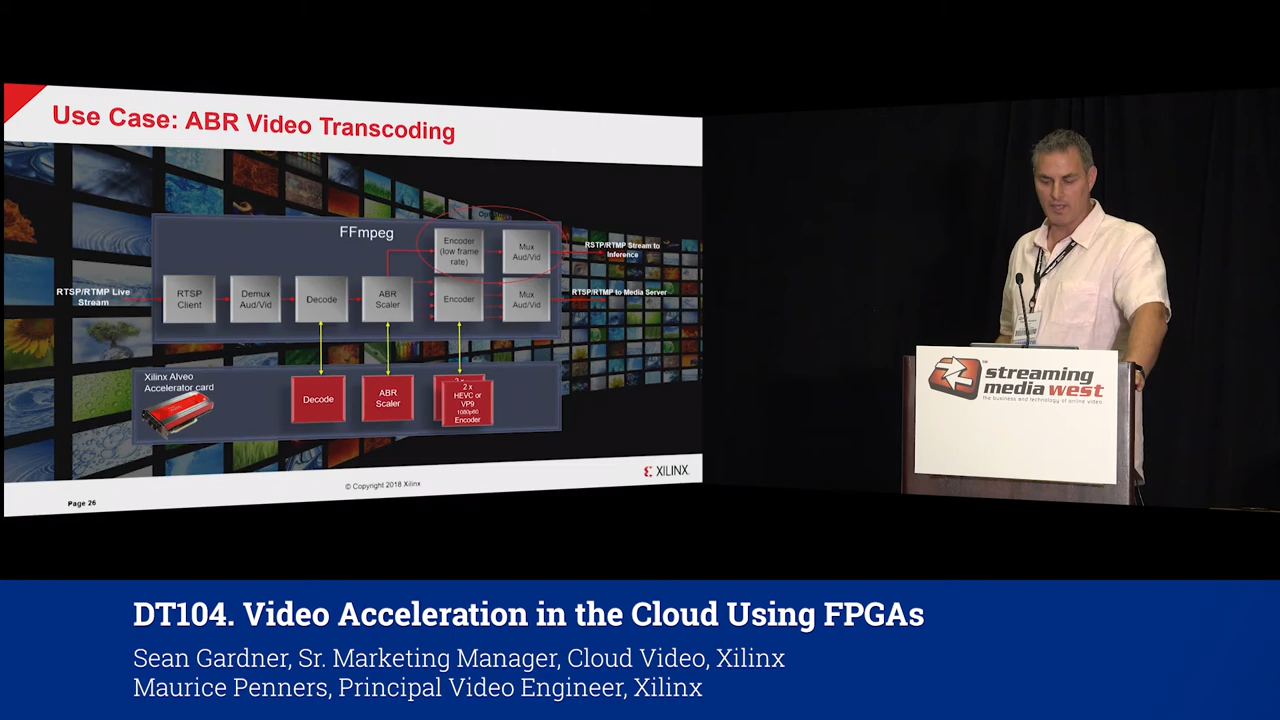 Use Case: ABR Video Transcoding
FFmpeg
Encoder
(low frame
rate)
Mux
Aud/Vid
RSTP/RTMP Stream to
Inference
RTSP/RTMP Live
Stream
RTSP
Client
Demux
Aud/Vid
Decode
ABR
Scaler
Encoder
Mux
Aud/Vid
RTSP/RTMP to Media Server
Xilinx Alveo
Accelerator card
Decode
ABR
Scaler
2 x
HEVC or
VP9
1080p60
Encoder
XILINX
© Copyright 2018 Xilinx
Page 26
streaming
media west
the business and technology of online video
DT104. Video Acceleration in the Cloud Using FPGAs
Sean Gardner, Sr. Marketing Manager, Cloud Video, Xilinx
Maurice Penners, Principal Video Engineer, Xilinx